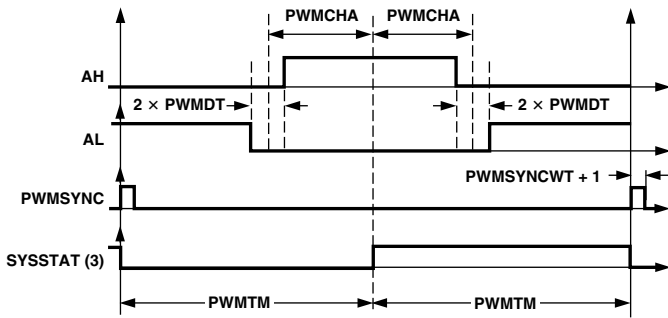 PWMCHA PWMCHA
AH
2 × PWMDT 2 × PWMDT
AL
PWMSYNCWT + 1
PWMSYNC
SYSSTAT (3)
PWMTM PWMTM